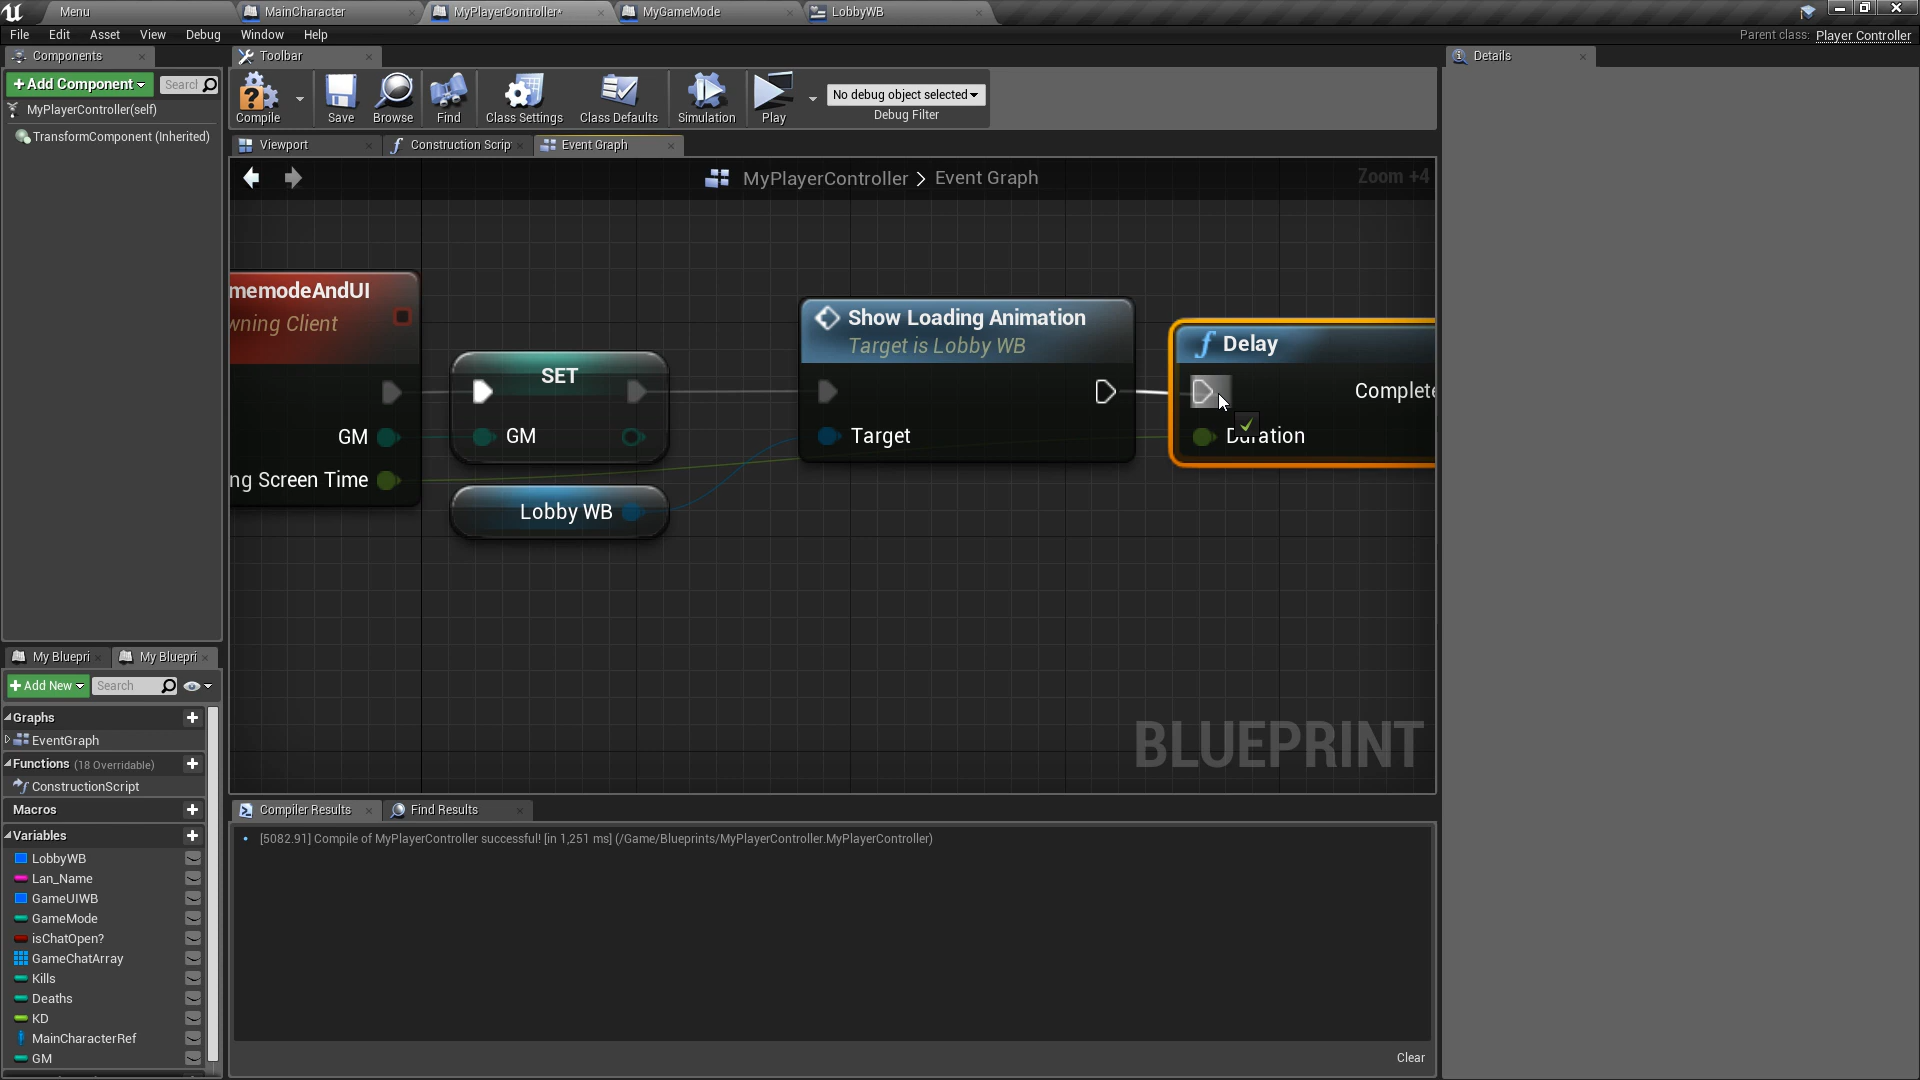 Menu
MainCharacter
MyPlayerController*
MyGameMode
LobbyWB
File Edit Asset View Debug Window Help
Parent class: Player Controller
Components
Toolbar
Details
+Add Component
Search
MyPlayerController(self)
TransformComponent (Inherited)
Compile
Save
Browse
Find
Class Settings
Class Defaults
Simulation
Play
No debug object selected
Debug Filter
Viewport
Construction Scrip
Event Graph
MyPlayerController > Event Graph
Zoom +4
memodeAndUI
wning Client
GM
ng Screen Time
SET
GM
Lobby WB
Show Loading Animation
Target is Lobby WB
Target
Delay
Complete
Duration
BLUEPRINT
My Bluepri
My Bluepri
+Add New
Search
Graphs
EventGraph
Functions (18 Overridable)
ConstructionScript
Macros
Variables
LobbyWB
Lan_Name
GameUIWB
GameMode
isChatOpen?
GameChatArray
Kills
Deaths
KD
MainCharacterRef
GM
Compiler Results
Find Results
[5082.91] Compile of MyPlayerController successful! [in 1,251 ms] (/Game/Blueprints/MyPlayerController.MyPlayerController)
Clear